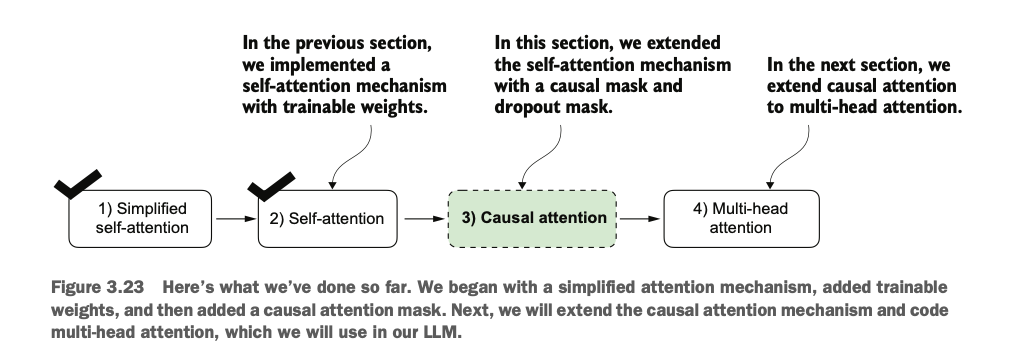 In the previous section,
we implemented a
self-attention mechanism
with trainable weights.
In this section, we extended
the self-attention mechanism
with a causal mask and
dropout mask.
In the next section, we
extend causal attention
to multi-head attention.
1) Simplified
self-attention
2) Self-attention
3) Causal attention
4) Multi-head
attention
Figure 3.23 Here’s what we’ve done so far. We began with a simplified attention mechanism, added trainable
weights, and then added a causal attention mask. Next, we will extend the causal attention mechanism and code
multi-head attention, which we will use in our LLM.